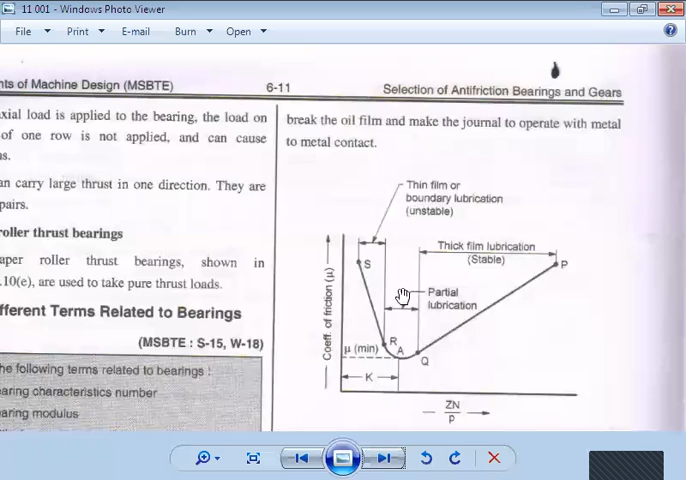 11 001 - Windows Photo Viewer
File Print E-mail Burn Open
nts of Machine Design (MSBTE) 6-11 Selection of Antifriction Bearings and Gears
xial load is applied to the bearing, the load on
of one row is not applied, and can cause
s.
n carry large thrust in one direction. They are
pairs.
roller thrust bearings
aper roller thrust bearings, shown in
.10(e), are used to take pure thrust loads.
fferent Terms Related to Bearings
(MSBTE : S-15, W-18)
he following terms related to bearings :
aring characteristics number
aring modulus
break the oil film and make the journal to operate with metal
to metal contact.
Thin film or
boundary lubrication
(unstable)
Thick film lubrication
(Stable)
S
P
Partial
lubrication
Coeff. of friction (μ)
R
μ (min)
A
Q
K
ZN
p